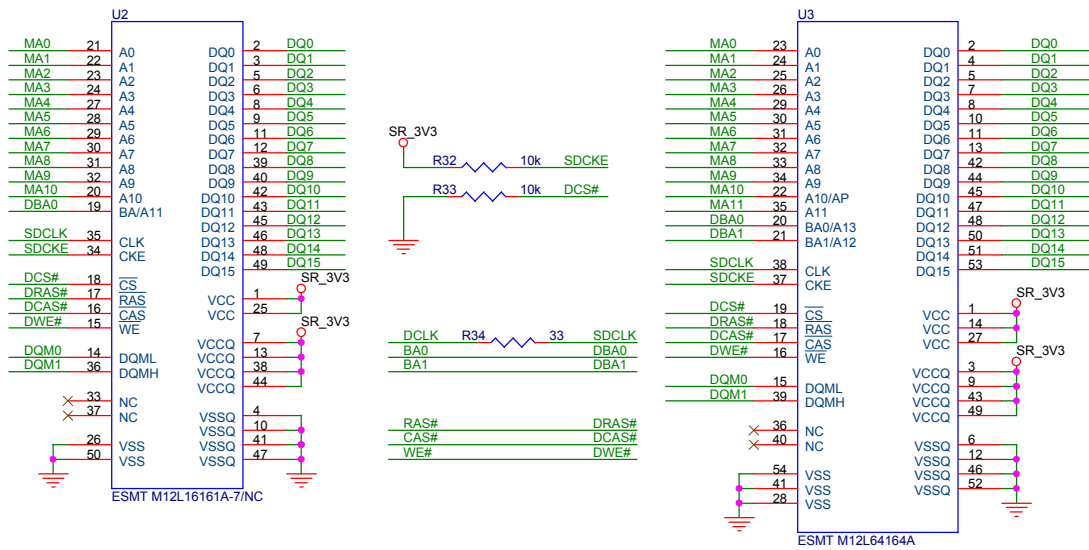 U2
MA0 21 A0 DQ0 2 DQ0
MA1 22 A1 DQ1 3 DQ1
MA2 23 A2 DQ2 5 DQ2
MA3 24 A3 DQ3 6 DQ3
MA4 27 A4 DQ4 8 DQ4
MA5 28 A5 DQ5 9 DQ5
MA6 29 A6 DQ6 11 DQ6
MA7 30 A7 DQ7 12 DQ7
MA8 31 A8 DQ8 39 DQ8
MA9 32 A9 DQ9 40 DQ9
MA10 20 A10 DQ10 42 DQ10
DBA0 19 BA/A11 DQ11 43 DQ11
DQ12 45 DQ12
SDCLK 35 CLK DQ13 46 DQ13
SDCKE 34 CKE DQ14 48 DQ14
DQ15 49 DQ15
SR_3V3
DCS# 18 CS
DRAS# 17 RAS VCC 1
DCAS# 16 CAS VCC 25
DWE# 15 WE
SR_3V3
VCCQ 7
DQM0 14 DQML VCCQ 13
DQM1 36 DQMH VCCQ 38
VCCQ 44
33 NC
37 NC VSSQ 4
VSSQ 10
26 VSS VSSQ 41
50 VSS VSSQ 47
ESMT M12L16161A-7/NC
SR_3V3
R32 10k SDCKE
R33 10k DCS#
DCLK R34 33 SDCLK
BA0 DBA0
BA1 DBA1
RAS# DRAS#
CAS# DCAS#
WE# DWE#
U3
MA0 23 A0 DQ0 2 DQ0
MA1 24 A1 DQ1 4 DQ1
MA2 25 A2 DQ2 5 DQ2
MA3 26 A3 DQ3 7 DQ3
MA4 29 A4 DQ4 8 DQ4
MA5 30 A5 DQ5 10 DQ5
MA6 31 A6 DQ6 11 DQ6
MA7 32 A7 DQ7 13 DQ7
MA8 33 A8 DQ8 42 DQ8
MA9 34 A9 DQ9 44 DQ9
MA10 22 A10/AP DQ10 45 DQ10
MA11 35 A11 DQ11 47 DQ11
DBA0 20 BA0/A13 DQ12 48 DQ12
DBA1 21 BA1/A12 DQ13 50 DQ13
DQ14 51 DQ14
SDCLK 38 CLK DQ15 53 DQ15
SDCKE 37 CKE
SR_3V3
DCS# 19 CS VCC 1
DRAS# 18 RAS VCC 14
DCAS# 17 CAS VCC 27
DWE# 16 WE
SR_3V3
VCCQ 3
DQM0 15 DQML VCCQ 9
DQM1 39 DQMH VCCQ 43
VCCQ 49
36 NC
40 NC VSSQ 6
VSSQ 12
54 VSS VSSQ 46
41 VSS VSSQ 52
28 VSS
ESMT M12L64164A